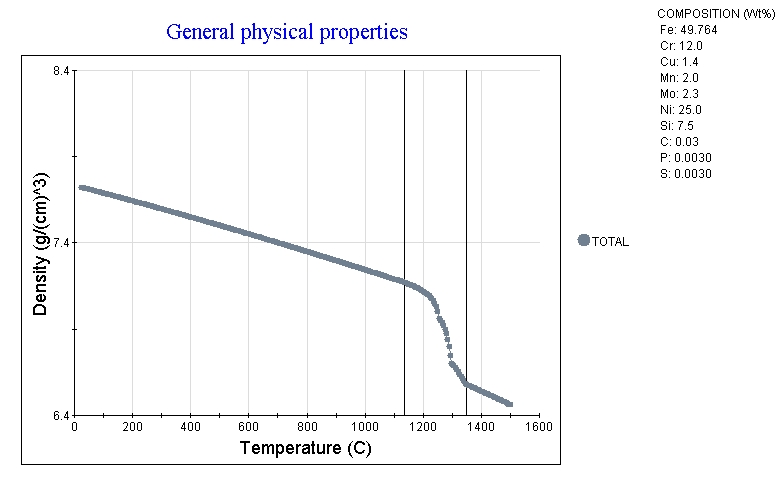 General physical properties
COMPOSITION (Wt%)
Fe: 49.764
Cr: 12.0
Cu: 1.4
Mn: 2.0
Mo: 2.3
Ni: 25.0
Si: 7.5
C: 0.03
P: 0.0030
S: 0.0030
8.4
7.4
6.4
Density (g/(cm)^3)
TOTAL
0 200 400 600 800 1000 1200 1400 1600
Temperature (C)